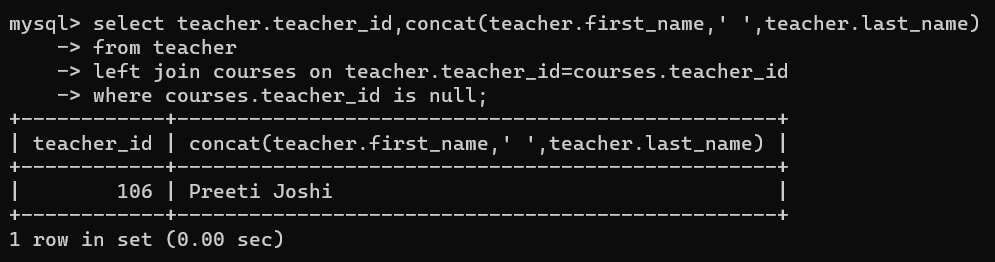 mysql> select teacher.teacher_id,concat(teacher.first_name,' ',teacher.last_name)
    -> from teacher
    -> left join courses on teacher.teacher_id=courses.teacher_id
    -> where courses.teacher_id is null;
+------------+--------------------------------------------------+
| teacher_id | concat(teacher.first_name,' ',teacher.last_name) |
+------------+--------------------------------------------------+
|        106 | Preeti Joshi                                     |
+------------+--------------------------------------------------+
1 row in set (0.00 sec)